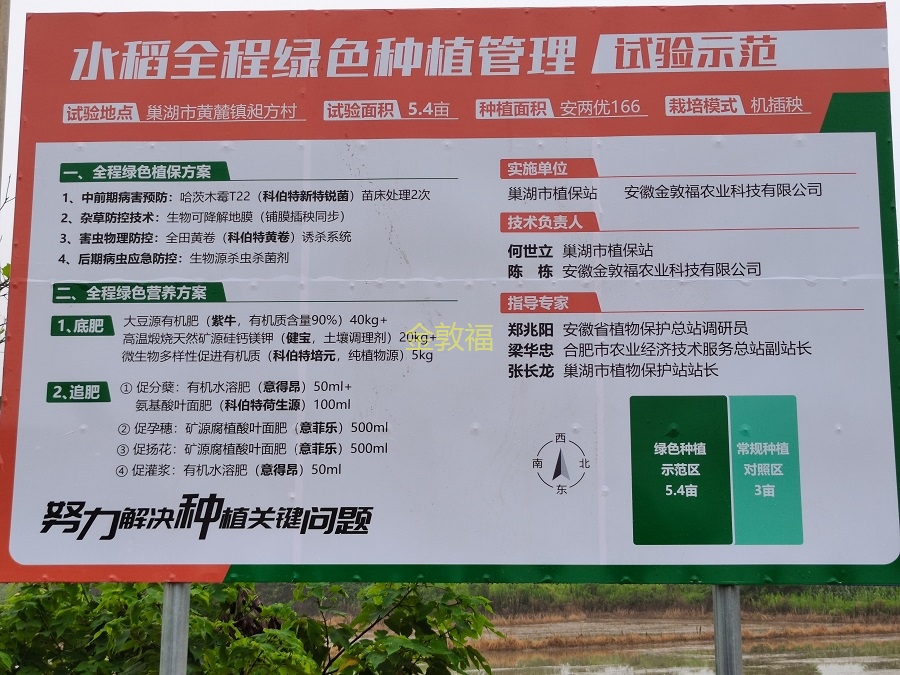 水稻全程绿色种植管理 试验示范
试验地点 巢湖市黄麓镇昶方村 试验面积 5.4亩 种植面积 安两优166 栽培模式 机插秧
一、全程绿色植保方案
1、中前期病害预防：哈茨木霉T22（科伯特新特锐菌）苗床处理2次
2、杂草防控技术：生物可降解地膜（铺膜插秧同步）
3、害虫物理防控：全田黄卷（科伯特黄卷）诱杀系统
4、后期病虫应急防控：生物源杀虫杀菌剂
二、全程绿色营养方案
1、底肥 大豆源有机肥（紫牛，有机质含量90%）40kg+
高温煅烧天然矿源硅钙镁钾（健宝，土壤调理剂）20kg+
微生物多样性促进有机质（科伯特培元，纯植物源）5kg
2、追肥 ① 促分蘖：有机水溶肥（意得昂）50ml+
氨基酸叶面肥（科伯特荷生源）100ml
② 促孕穗：矿源腐植酸叶面肥（意菲乐）500ml
③ 促扬花：矿源腐植酸叶面肥（意菲乐）500ml
④ 促灌浆：有机水溶肥（意得昂）50ml
努力解决种植关键问题
实施单位
巢湖市植保站 安徽金敦福农业科技有限公司
技术负责人
何世立 巢湖市植保站
陈 栋 安徽金敦福农业科技有限公司
指导专家
郑兆阳 安徽省植物保护总站调研员
梁华忠 合肥市农业经济技术服务总站副站长
张长龙 巢湖市植物保护站站长
西
南 北
东
绿色种植
示范区
5.4亩
常规种植
对照区
3亩
金敦福